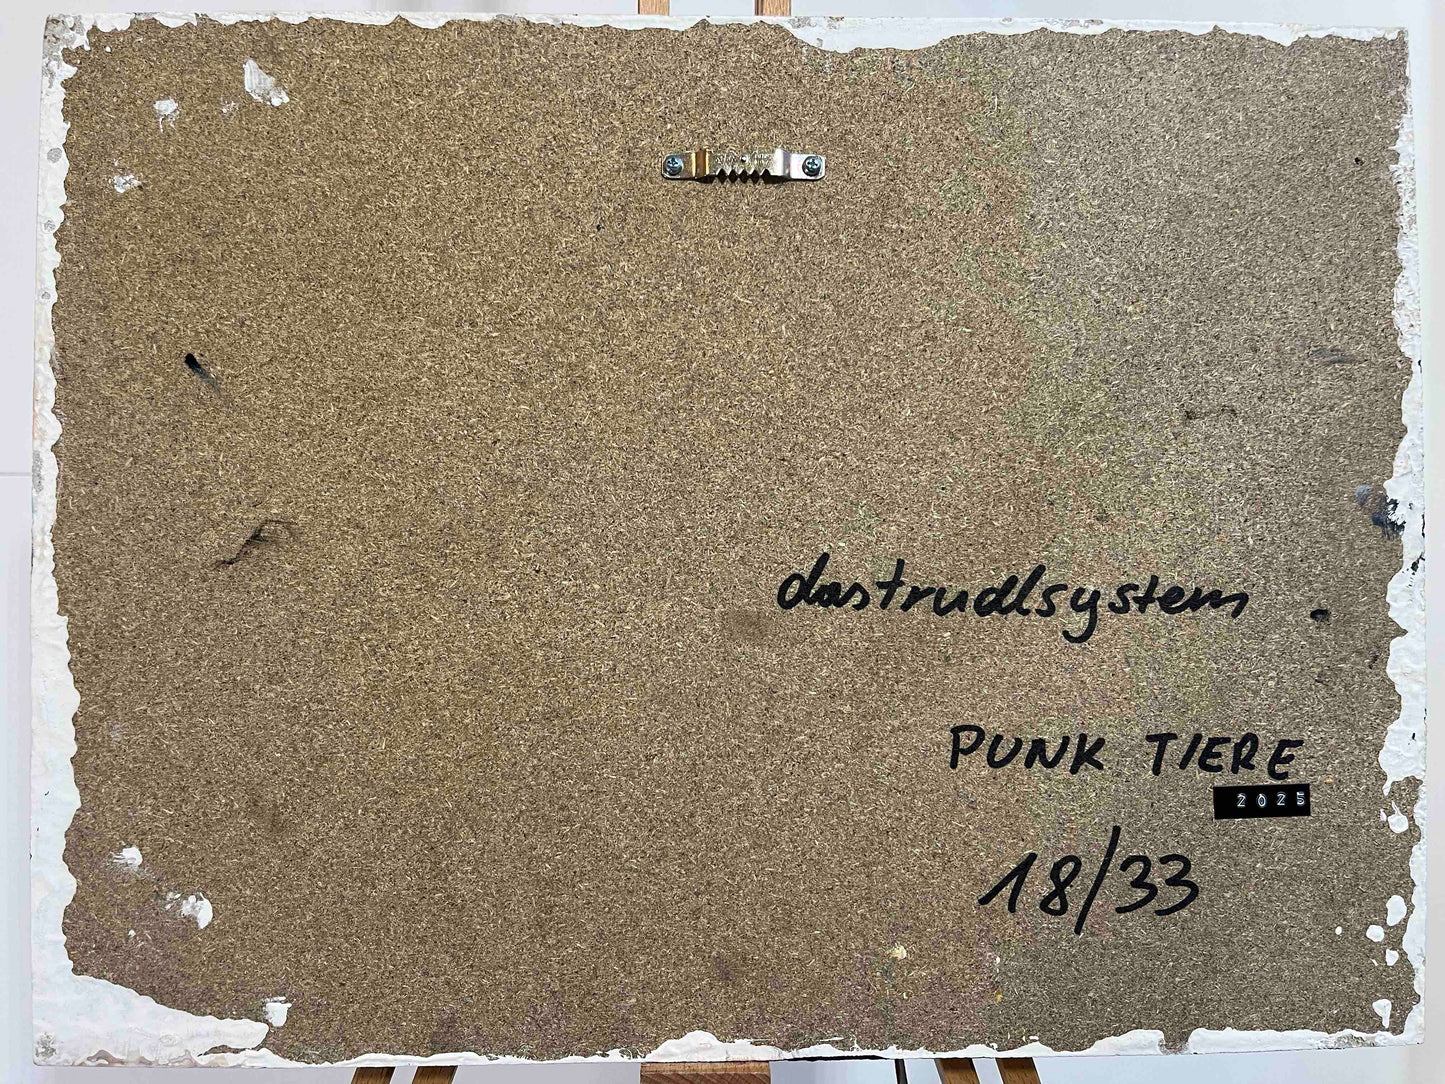 dastrudlsystem
PUNK TIERE
2025
18/33